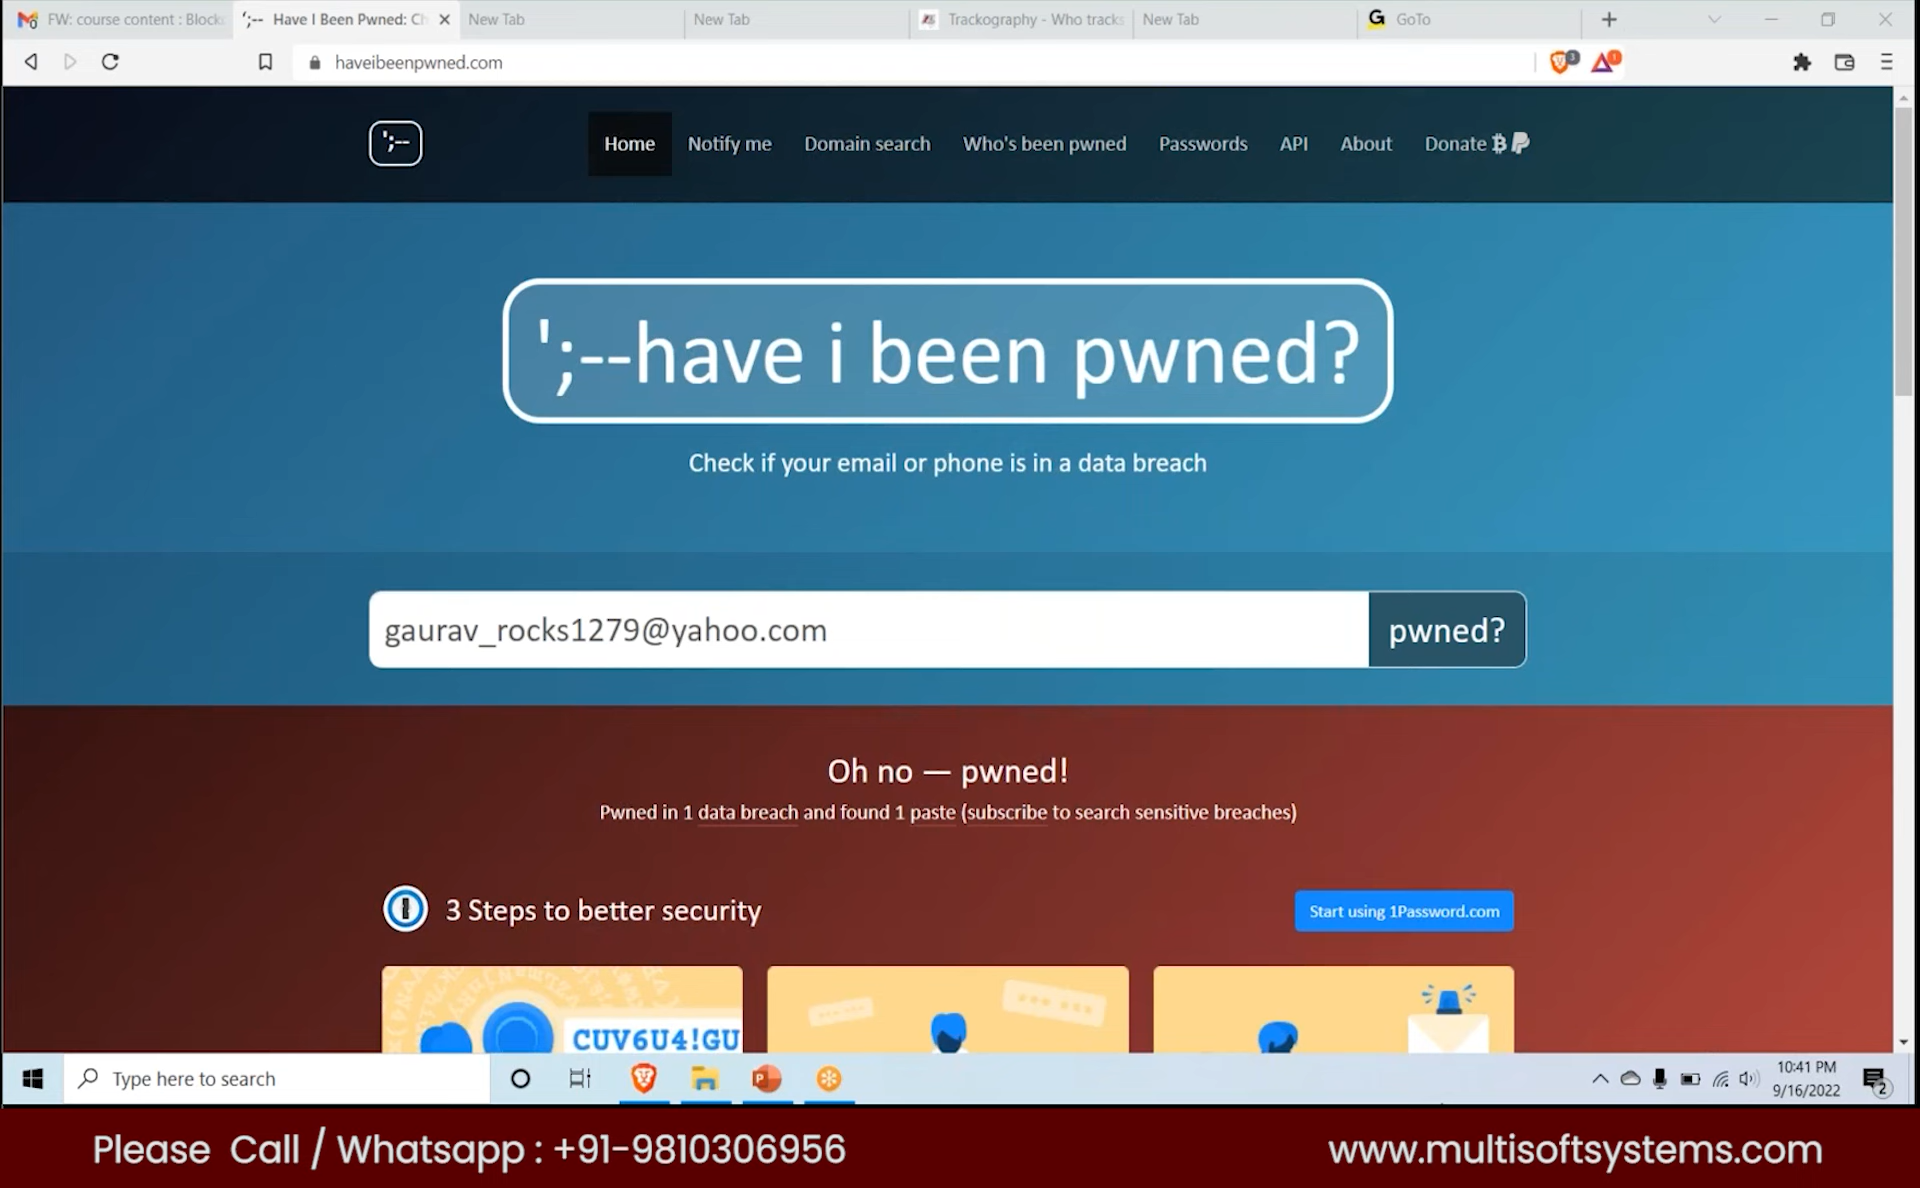 FW: course content : Block
';-- Have I Been Pwned: Ch
New Tab
New Tab
Trackography - Who tracks
New Tab
G GoTo
haveibeenpwned.com
3
1
';--
Home
Notify me
Domain search
Who's been pwned
Passwords
API
About
Donate
';--have i been pwned?
Check if your email or phone is in a data breach
gaurav_rocks1279@yahoo.com
pwned?
Oh no — pwned!
Pwned in 1 data breach and found 1 paste (subscribe to search sensitive breaches)
3 Steps to better security
Start using 1Password.com
CUV6U4!GU
Type here to search
10:41 PM
9/16/2022
2
Please Call / Whatsapp : +91-9810306956
www.multisoftsystems.com